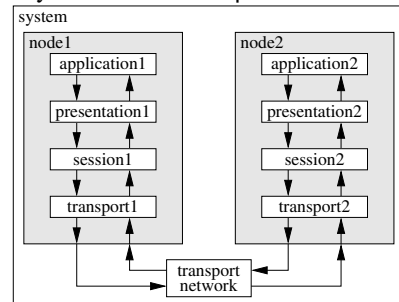 system
node1
node2
application1
application2
presentation1
presentation2
session1
session2
transport1
transport2
transport
network